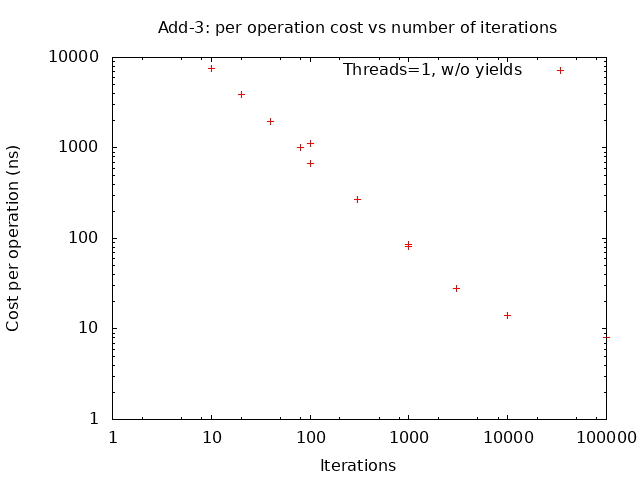 Add-3: per operation cost vs number of iterations
10000
1000
100
10
1
Cost per operation (ns)
Threads=1, w/o yields
1 10 100 1000 10000 100000
Iterations